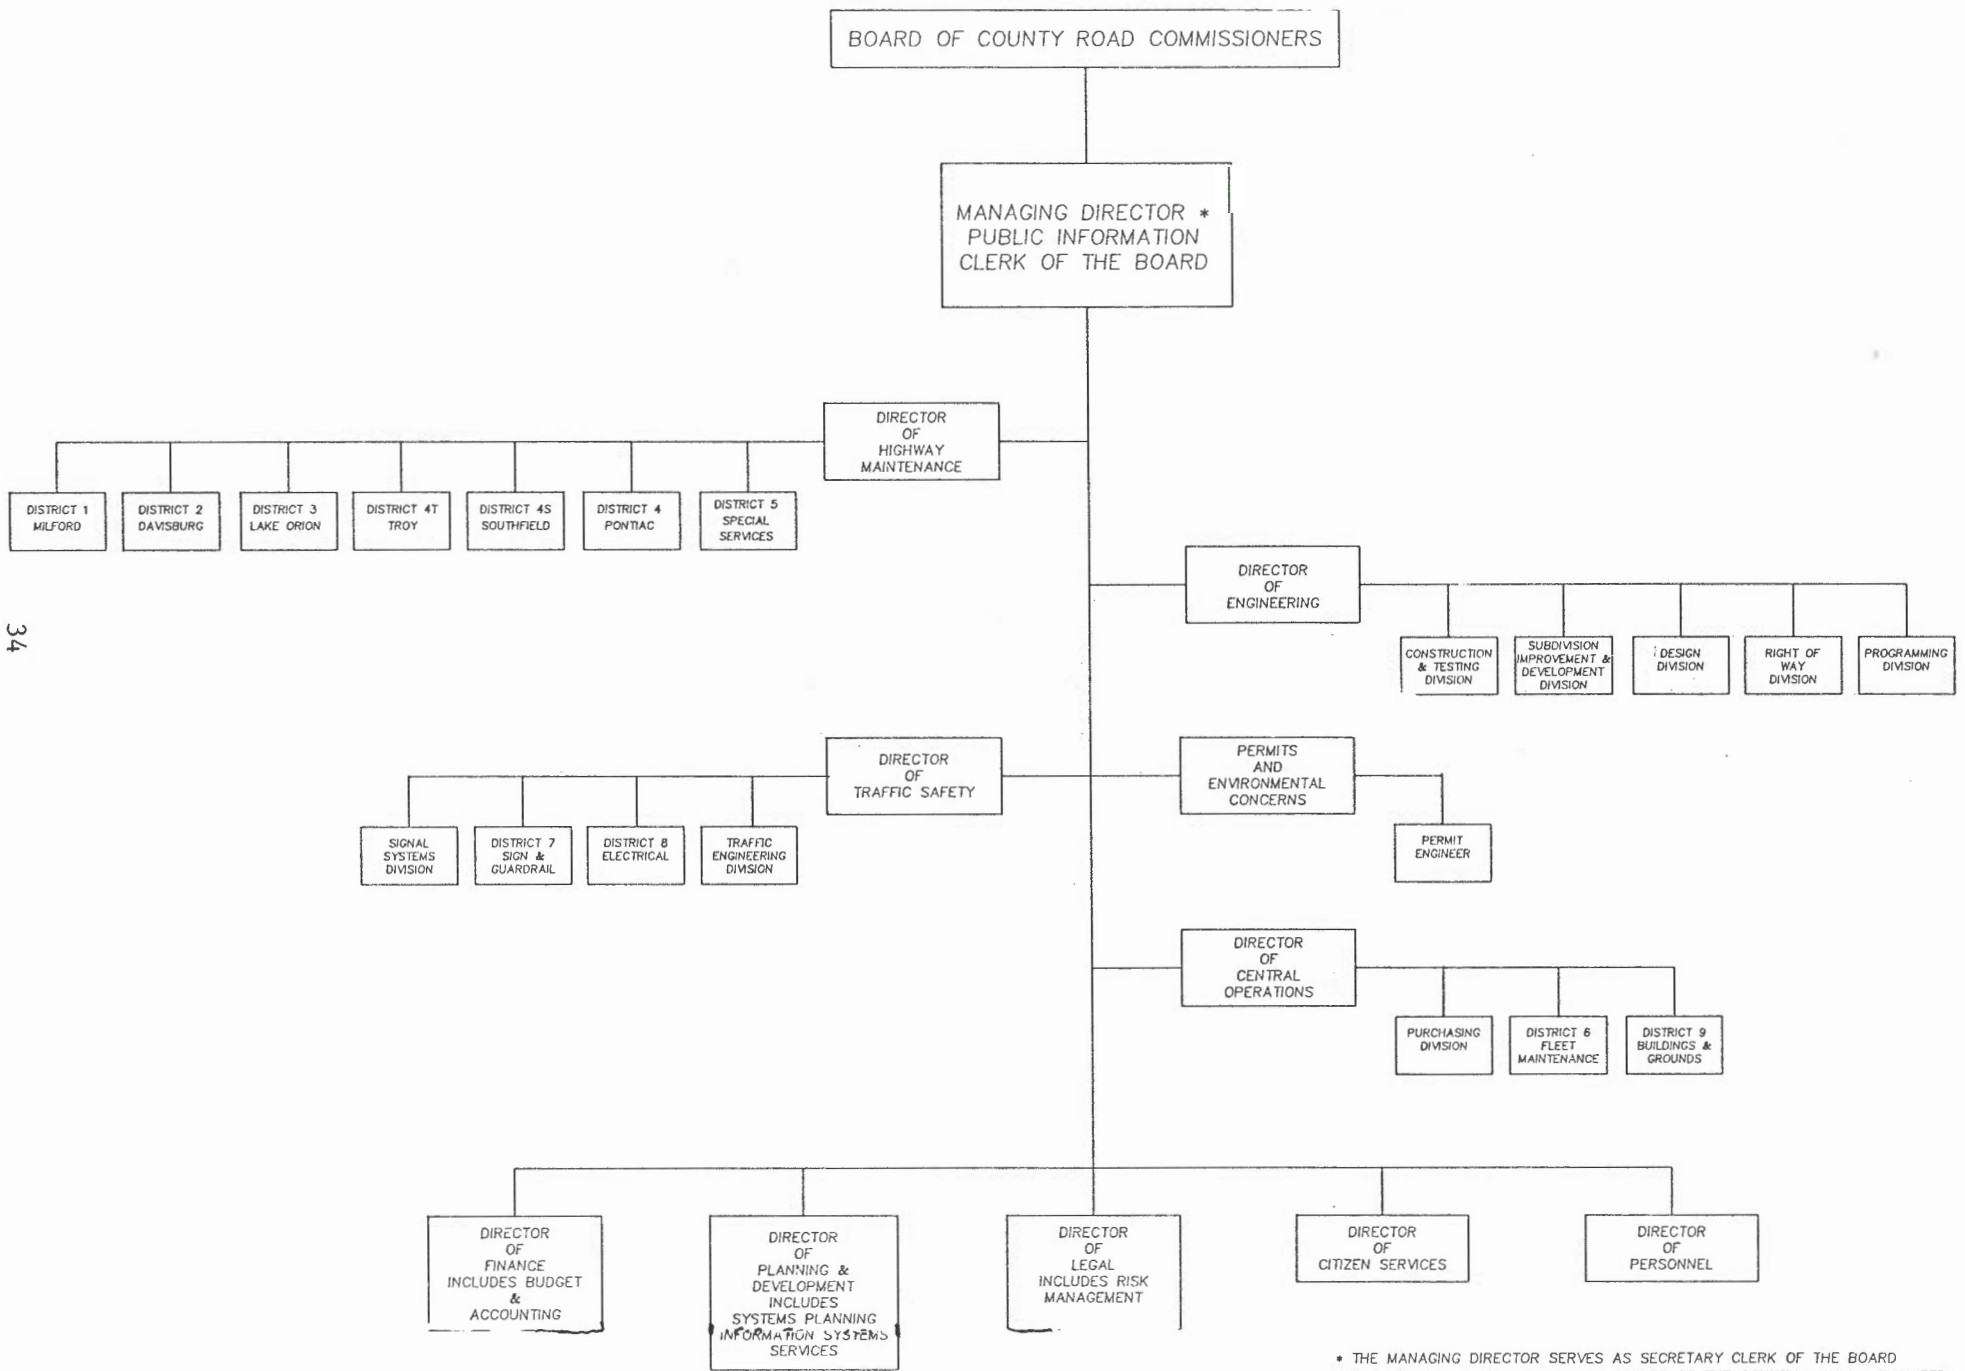 BOARD OF COUNTY ROAD COMMISSIONERS
MANAGING DIRECTOR *
PUBLIC INFORMATION
CLERK OF THE BOARD
DIRECTOR
OF
HIGHWAY
MAINTENANCE
DISTRICT 1
MILFORD
DISTRICT 2
DAVISBURG
DISTRICT 3
LAKE ORION
DISTRICT 4T
TROY
DISTRICT 4S
SOUTHFIELD
DISTRICT 4
PONTIAC
DISTRICT 5
SPECIAL
SERVICES
DIRECTOR
OF
ENGINEERING
CONSTRUCTION
& TESTING
DIVISION
SUBDIVISION
IMPROVEMENT &
DEVELOPMENT
DIVISION
DESIGN
DIVISION
RIGHT OF
WAY
DIVISION
PROGRAMMING
DIVISION
34
DIRECTOR
OF
TRAFFIC SAFETY
SIGNAL
SYSTEMS
DIVISION
DISTRICT 7
SIGN &
GUARDRAIL
DISTRICT 8
ELECTRICAL
TRAFFIC
ENGINEERING
DIVISION
PERMITS
AND
ENVIRONMENTAL
CONCERNS
PERMIT
ENGINEER
DIRECTOR
OF
CENTRAL
OPERATIONS
PURCHASING
DIVISION
DISTRICT 6
FLEET
MAINTENANCE
DISTRICT 9
BUILDINGS &
GROUNDS
DIRECTOR
OF
FINANCE
INCLUDES BUDGET
&
ACCOUNTING
DIRECTOR
OF
PLANNING &
DEVELOPMENT
INCLUDES
SYSTEMS PLANNING
INFORMATION SYSTEMS
SERVICES
DIRECTOR
OF
LEGAL
INCLUDES RISK
MANAGEMENT
DIRECTOR
OF
CITIZEN SERVICES
DIRECTOR
OF
PERSONNEL
* THE MANAGING DIRECTOR SERVES AS SECRETARY CLERK OF THE BOARD